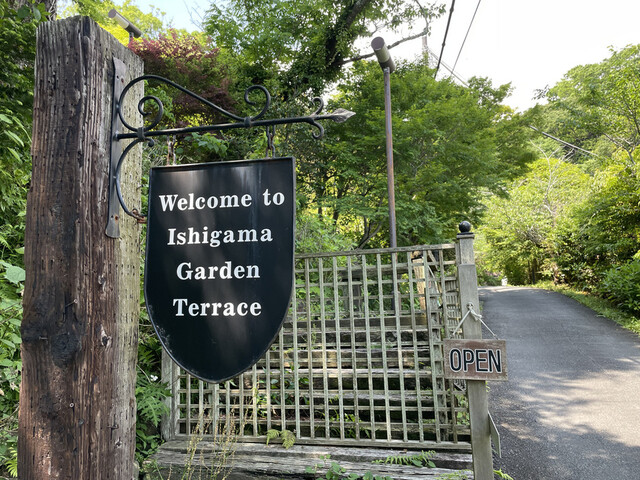 Welcome to
Ishigama
Garden
Terrace
OPEN